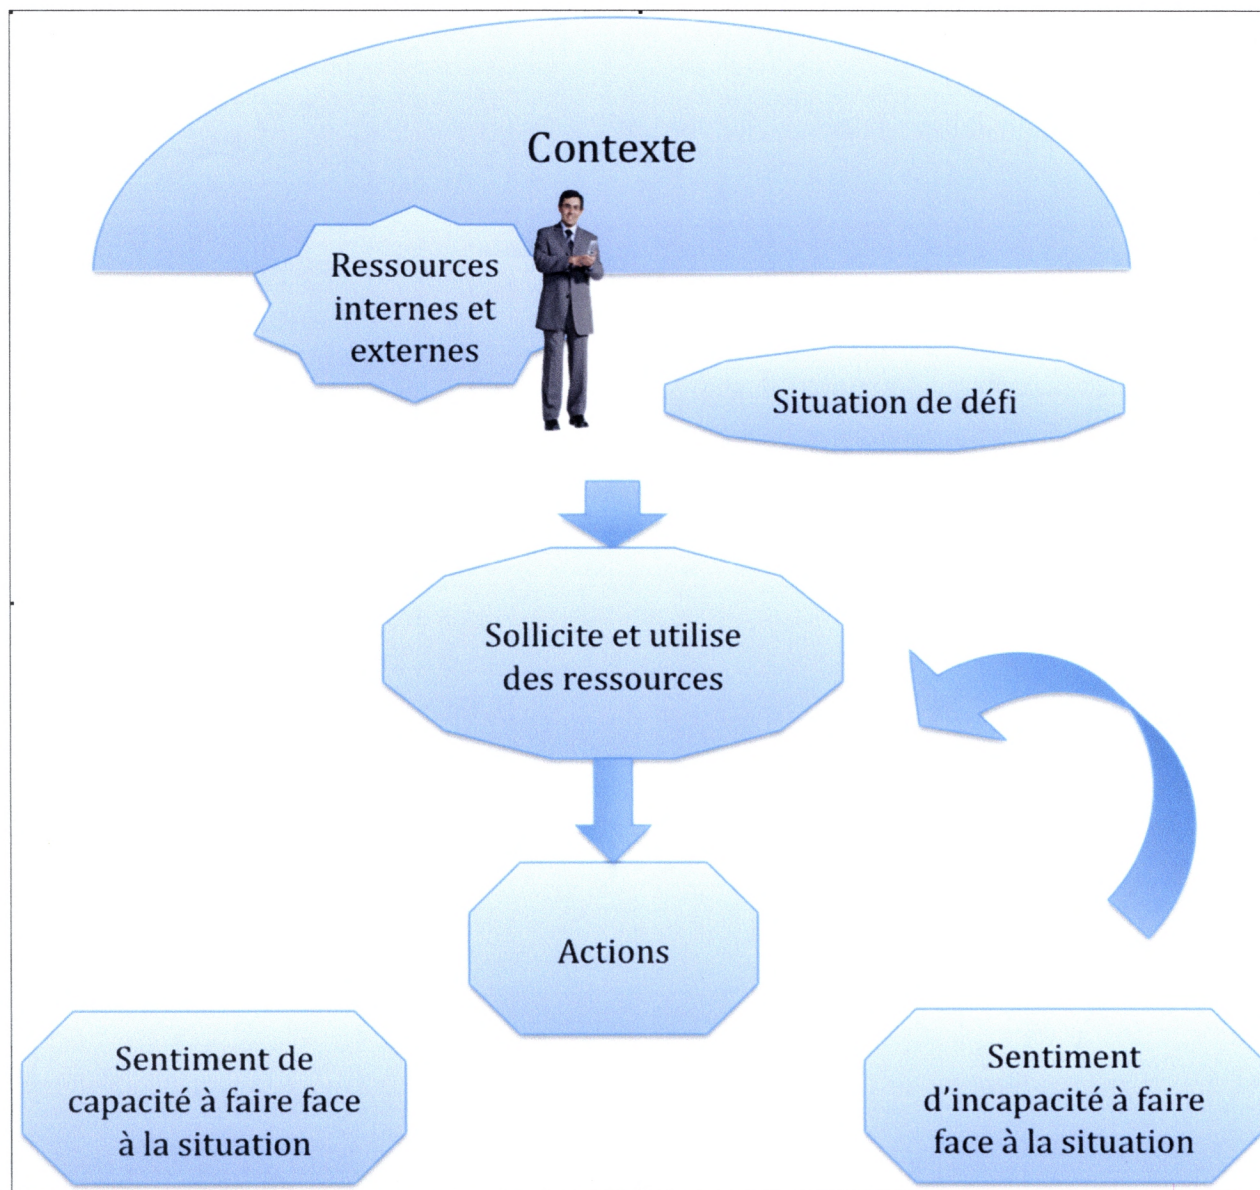 Contexte
Ressources
internes et
externes
Situation de défi
Sollicite et utilise
des ressources
Actions
Sentiment de
capacité à faire face
à la situation
Sentiment
d'incapacité à faire
face à la situation